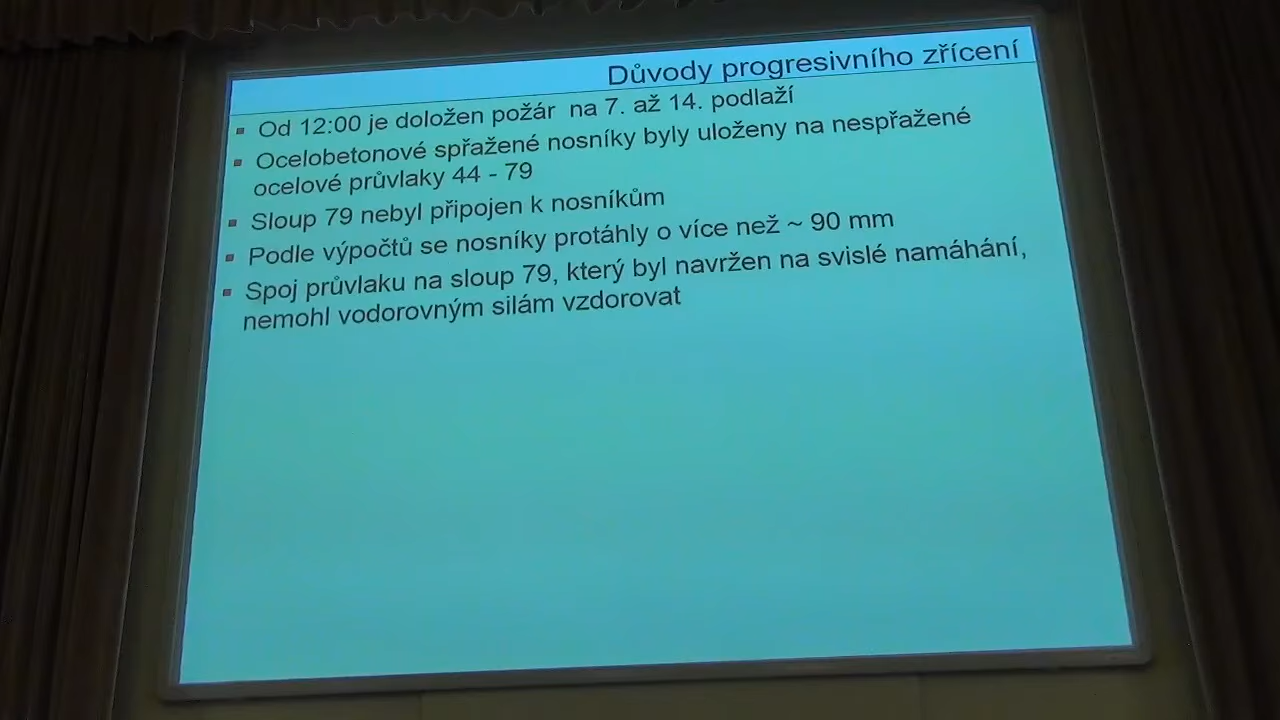 Důvody progresivního zřícení
Od 12:00 je doložen požár na 7. až 14. podlaží
Ocelobetonové spřažené nosníky byly uloženy na nespřažené
ocelové průvlaky 44 - 79
Sloup 79 nebyl připojen k nosníkům
Podle výpočtů se nosníky protáhly o více než ~ 90 mm
Spoj průvlaku na sloup 79, který byl navržen na svislé namáhání,
nemohl vodorovným silám vzdorovat